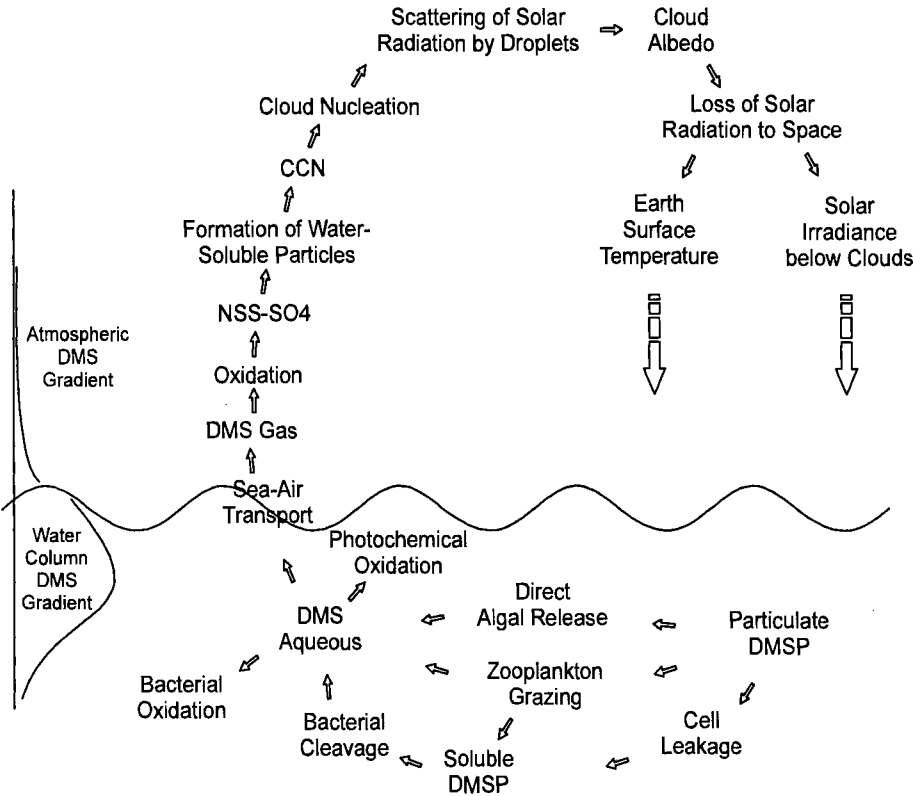 Scattering of Solar
Radiation by Droplets
Cloud
Albedo
Cloud Nucleation
Loss of Solar
Radiation to Space
CCN
Earth
Surface
Temperature
Solar
Irradiance
below Clouds
Formation of Water-
Soluble Particles
NSS-SO4
Atmospheric
DMS
Gradient
Oxidation
DMS Gas
Sea-Air
Transport
Water
Column
DMS
Gradient
Photochemical
Oxidation
DMS
Aqueous
Direct
Algal Release
Particulate
DMSP
Zooplankton
Grazing
Bacterial
Oxidation
Bacterial
Cleavage
Cell
Leakage
Soluble
DMSP